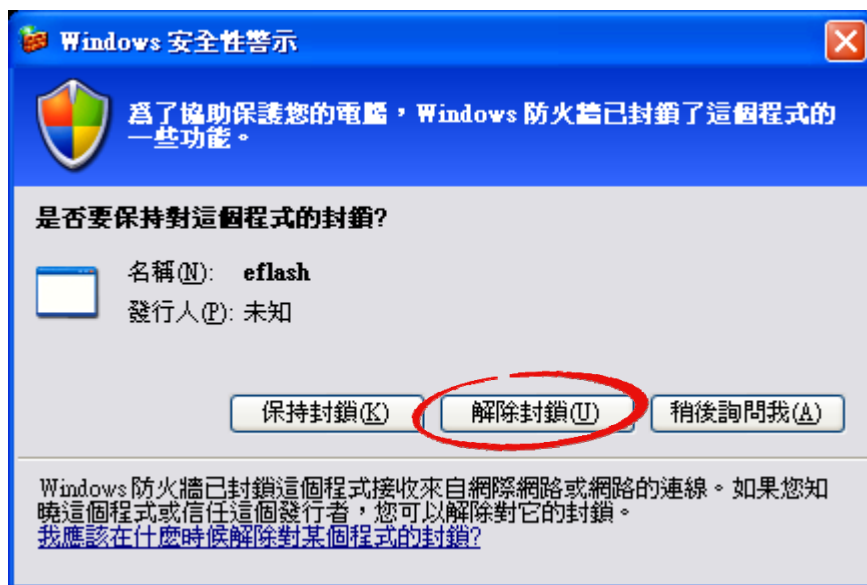 Windows 安全性警示
為了協助保護您的電腦，Windows 防火牆已封鎖了這個程式的
一些功能。
是否要保持對這個程式的封鎖?
名稱(N): eflash
發行人(P): 未知
保持封鎖(K) 解除封鎖(U) 稍後詢問我(A)
Windows 防火牆已封鎖這個程式接收來自網際網路或網路的連線。如果您知
曉這個程式或信任這個發行者，您可以解除對它的封鎖。
我應該在什麼時候解除對某個程式的封鎖?